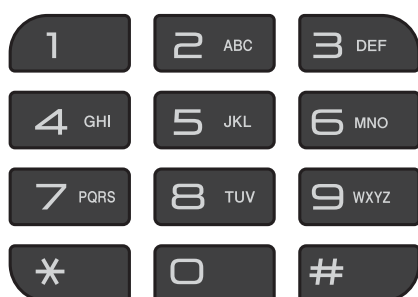 1 2 ABC 3 DEF
4 GHI 5 JKL 6 MNO
7 PQRS 8 TUV 9 WXYZ
* 0 #